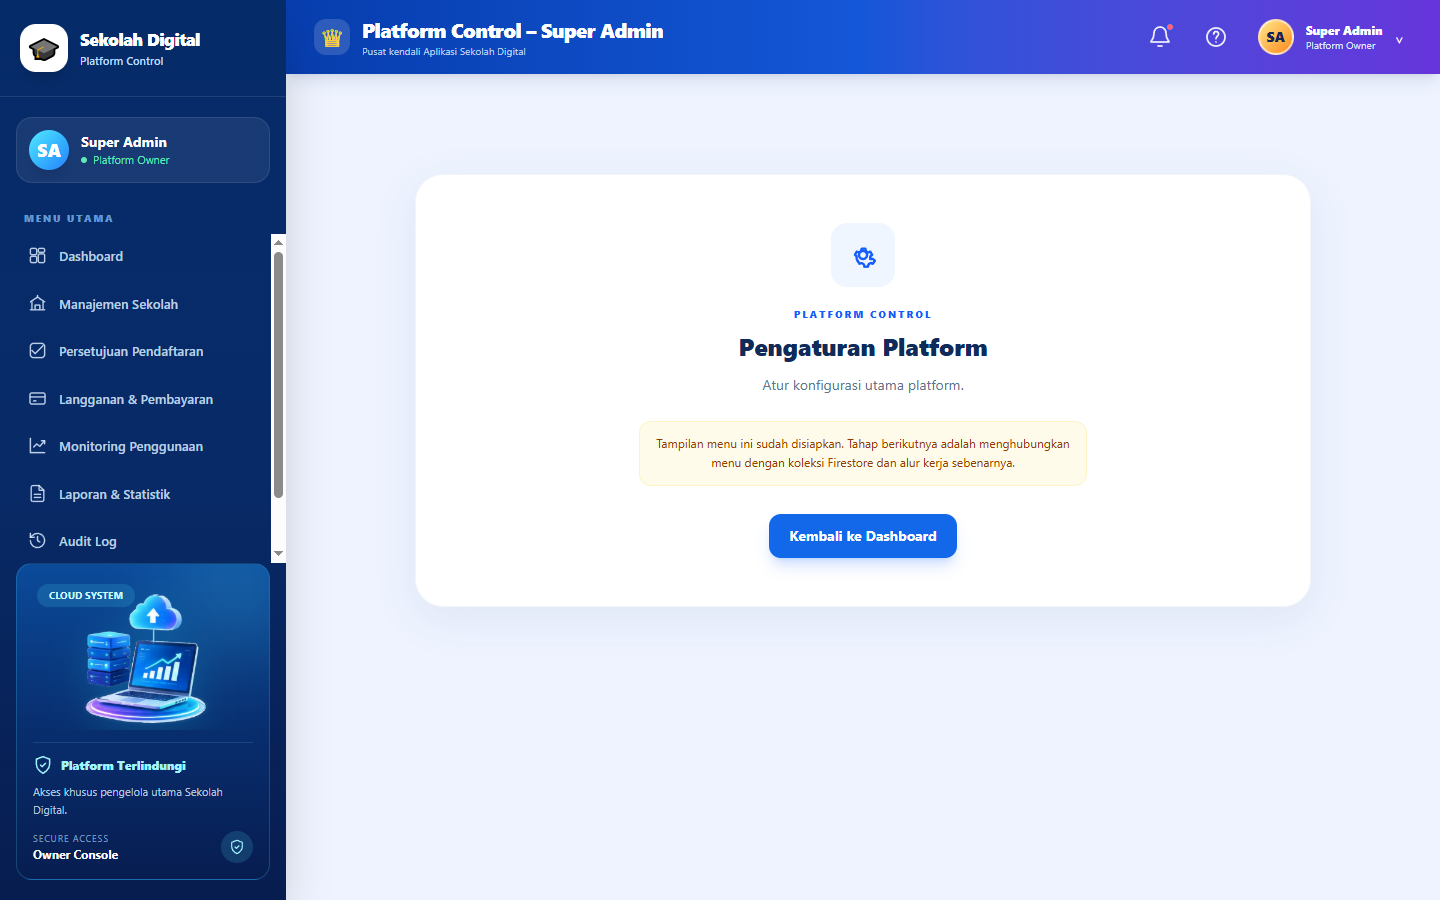 Sekolah Digital
Platform Control
SA
Super Admin
Platform Owner
MENU UTAMA
Dashboard
Manajemen Sekolah
Persetujuan Pendaftaran
Langganan & Pembayaran
Monitoring Penggunaan
Laporan & Statistik
Audit Log
CLOUD SYSTEM
Platform Terlindungi
Akses khusus pengelola utama Sekolah
Digital.
SECURE ACCESS
Owner Console
Platform Control – Super Admin
Pusat kendali Aplikasi Sekolah Digital
SA
Super Admin
Platform Owner
PLATFORM CONTROL
Pengaturan Platform
Atur konfigurasi utama platform.
Tampilan menu ini sudah disiapkan. Tahap berikutnya adalah menghubungkan
menu dengan koleksi Firestore dan alur kerja sebenarnya.
Kembali ke Dashboard